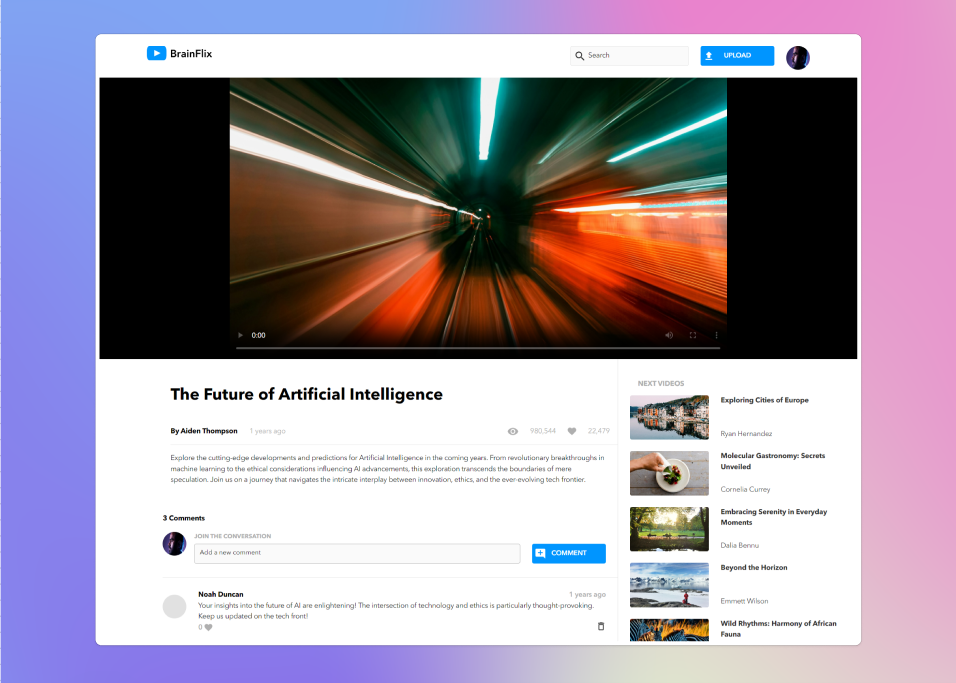 BrainFlix
Search
UPLOAD
0:00
The Future of Artificial Intelligence
By Aiden Thompson 1 years ago 980,544 22,479
Explore the cutting-edge developments and predictions for Artificial Intelligence in the coming years. From revolutionary breakthroughs in
machine learning to the ethical considerations influencing AI advancements, this exploration transcends the boundaries of mere
speculation. Join us on a journey that navigates the intricate interplay between innovation, ethics, and the ever-evolving tech frontier.
3 Comments
JOIN THE CONVERSATION
Add a new comment
COMMENT
Noah Duncan 1 years ago
Your insights into the future of AI are enlightening! The intersection of technology and ethics is particularly thought-provoking.
Keep us updated on the tech front!
0
NEXT VIDEOS
Exploring Cities of Europe
Ryan Hernandez
Molecular Gastronomy: Secrets
Unveiled
Cornelia Currey
Embracing Serenity in Everyday
Moments
Dalia Bennu
Beyond the Horizon
Emmett Wilson
Wild Rhythms: Harmony of African
Fauna